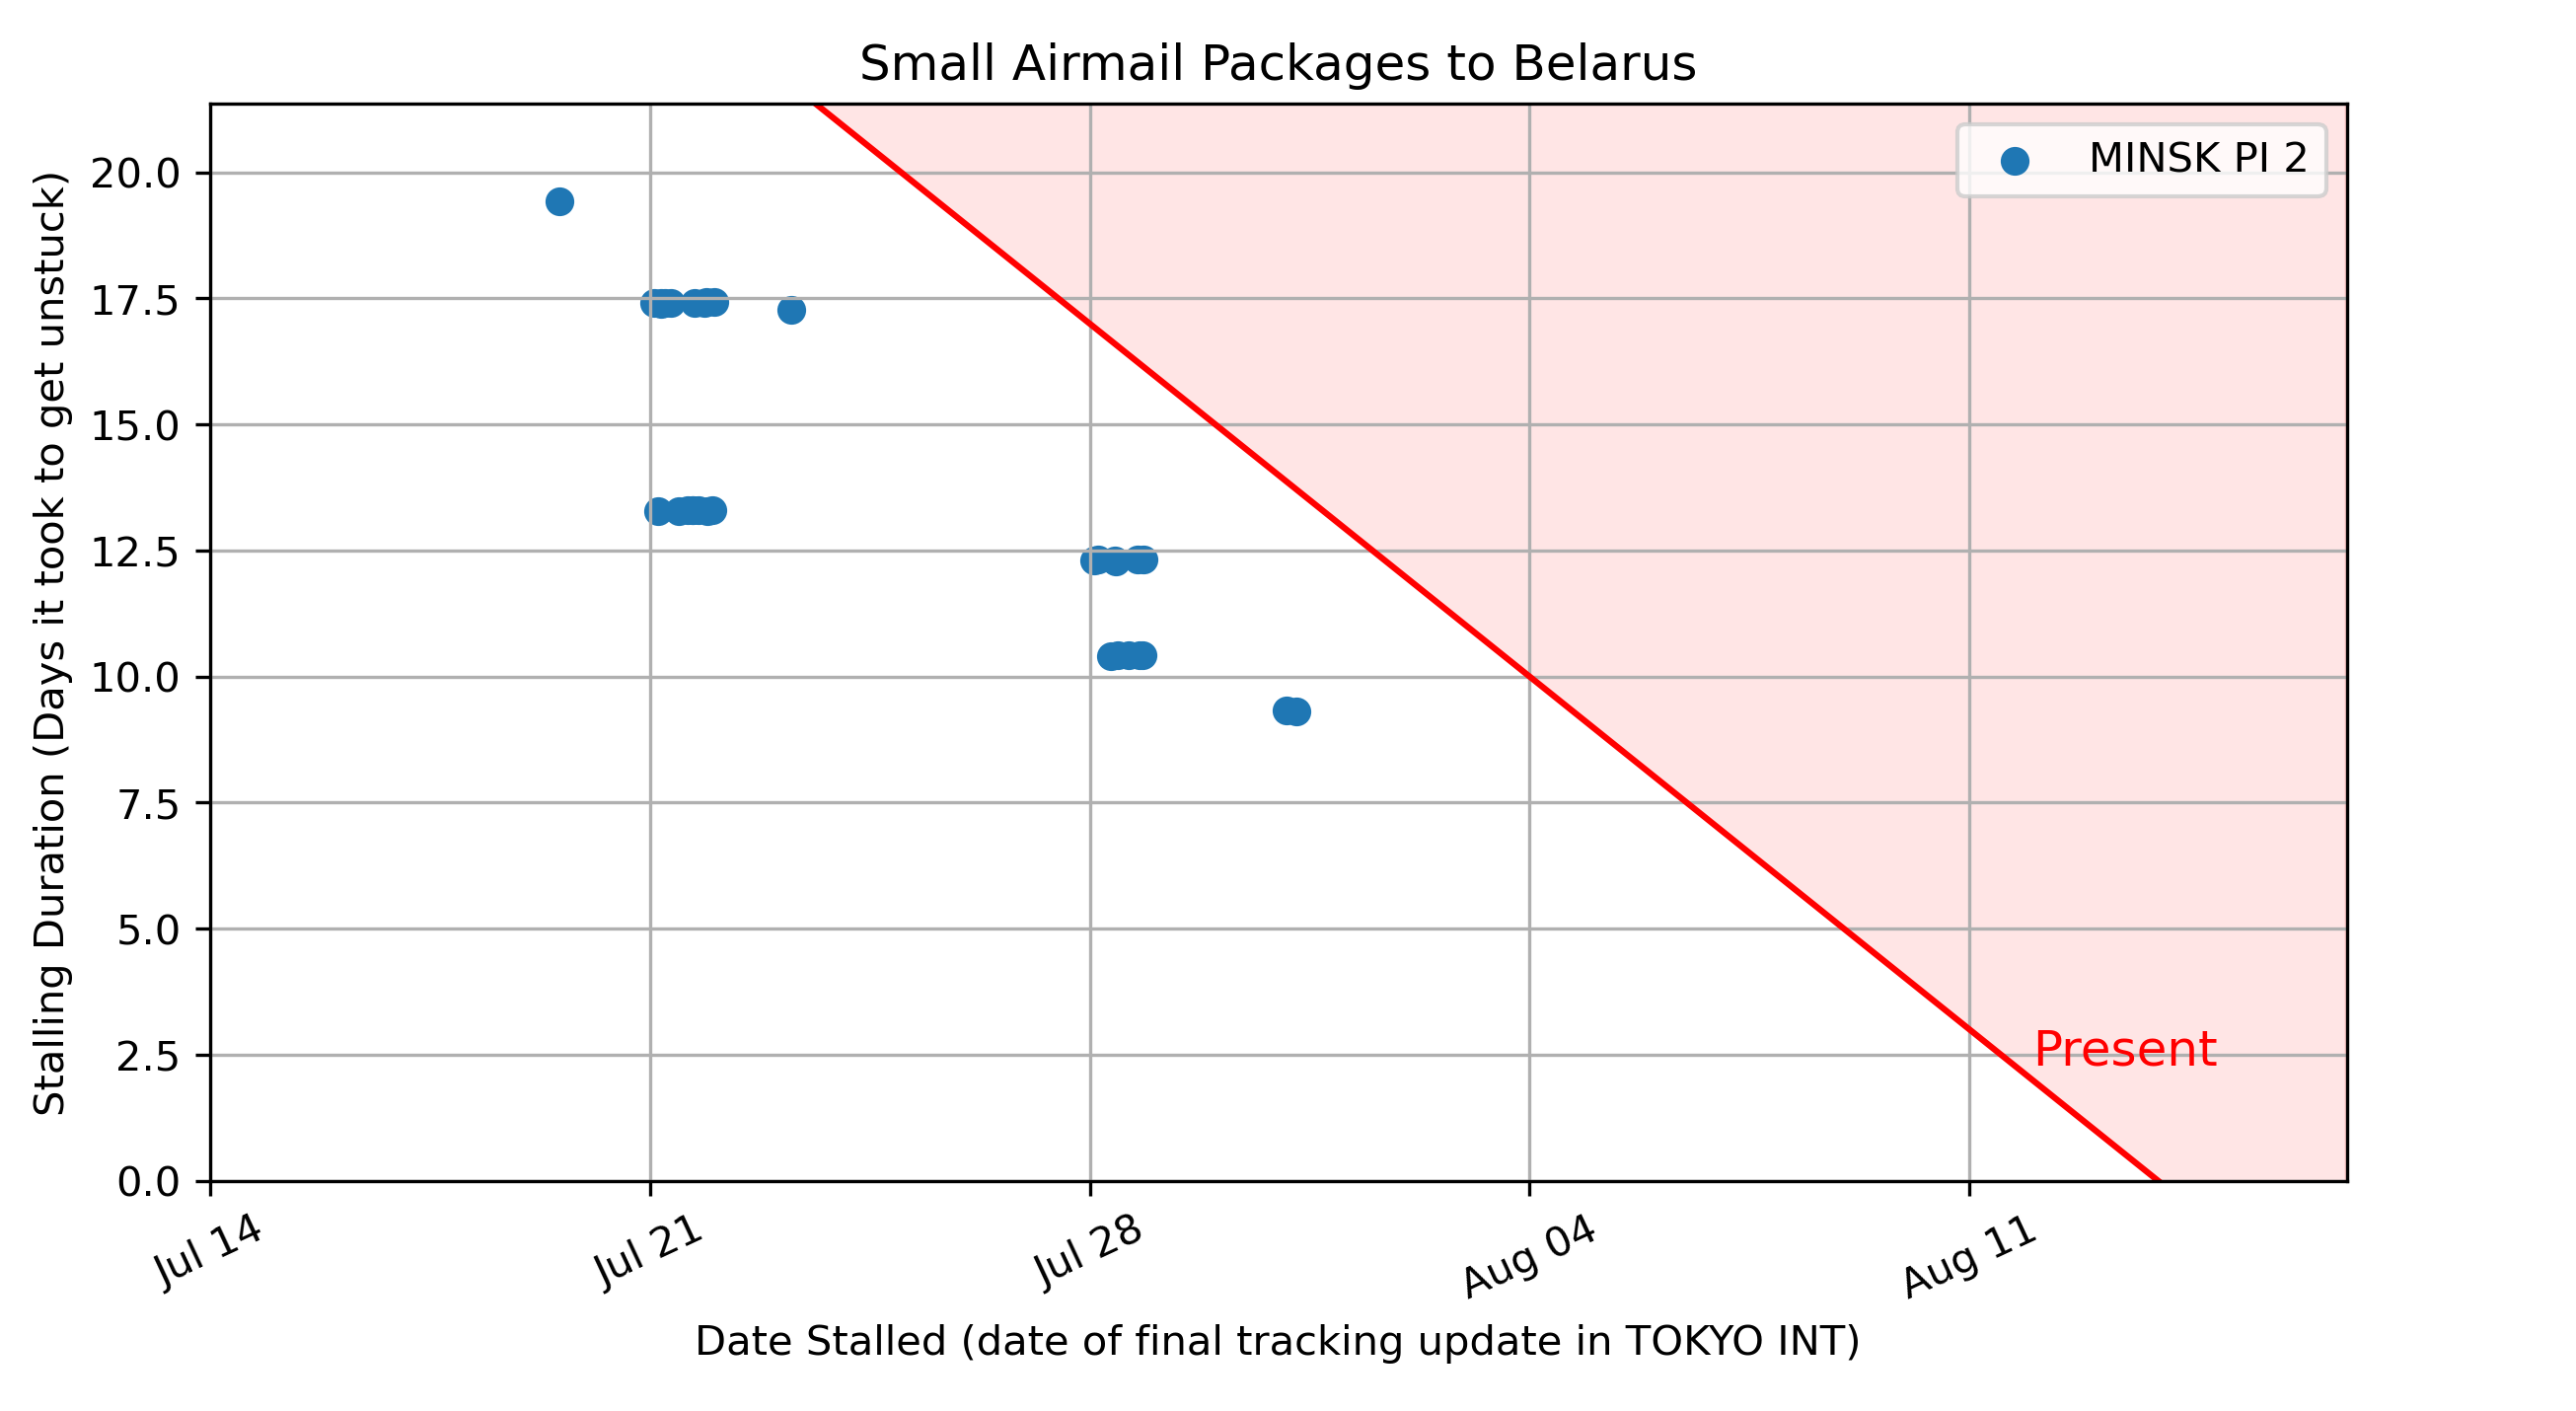 Small Airmail Packages to Belarus
MINSK PI 2
Stalling Duration (Days it took to get unstuck)
20.0
17.5
15.0
12.5
10.0
7.5
5.0
2.5
0.0
Present
Jul 14
Jul 21
Jul 28
Aug 04
Aug 11
Date Stalled (date of final tracking update in TOKYO INT)